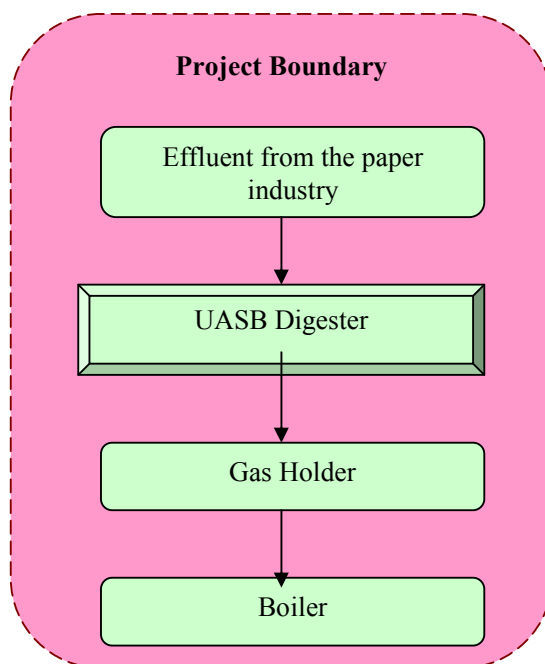 Project Boundary
Effluent from the paper
industry
UASB Digester
Gas Holder
Boiler